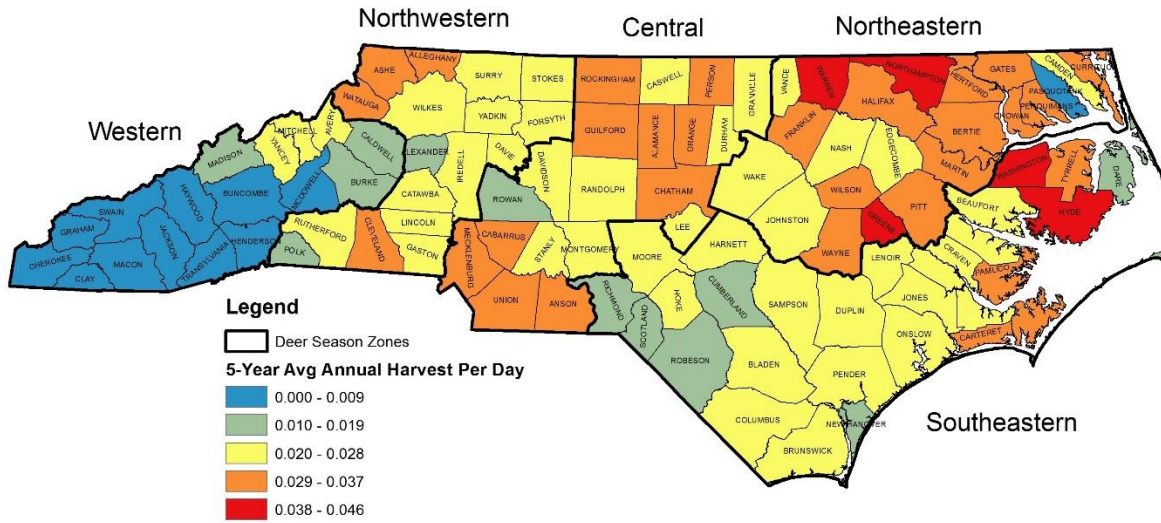 Northwestern
Central
Northeastern
Western
Southeastern
ALLEGHANY
ASHE
SURRY
STOKES
ROCKINGHAM
CASWELL
PERSON
GRANVILLE
VANCE
WARREN
NORTHAMPTON
HERTFORD
GATES
CURRITUC
CAMDEN
PASQUOTANK
PERQUIMANS
CHOWAN
WATAUGA
WILKES
YADKIN
FORSYTH
GUILFORD
ALAMANCE
ORANGE
DURHAM
FRANKLIN
HALIFAX
BERTIE
AVERY
MITCHELL
YANCEY
MADISON
CALDWELL
LEXANDER
IREDELL
DAVIE
DAVIDSON
RANDOLPH
CHATHAM
WAKE
NASH
EDGECOMBE
MARTIN
WASHINGTON
TYRRELL
DARE
BURKE
MCDOWELL
BUNCOMBE
HAYWOOD
SWAIN
GRAHAM
CATAWBA
ROWAN
JOHNSTON
WILSON
PITT
GREENE
BEAUFORT
HYDE
RUTHERFORD
CLEVELAND
LINCOLN
GASTON
CABARRUS
STANLY
MONTGOMERY
MOORE
LEE
HARNETT
WAYNE
LENOIR
CRAVEN
PAMLICO
CHEROKEE
CLAY
MACON
JACKSON
TRANSYLVANIA
HENDERSON
POLK
MECKLENBURG
UNION
ANSON
RICHMOND
SCOTLAND
HOKE
CUMBERLAND
SAMPSON
DUPLIN
JONES
ONSLOW
CARTERET
ROBESON
BLADEN
PENDER
COLUMBUS
NEW HANOVER
BRUNSWICK
Legend
Deer Season Zones
5-Year Avg Annual Harvest Per Day
0.000 - 0.009
0.010 - 0.019
0.020 - 0.028
0.029 - 0.037
0.038 - 0.046